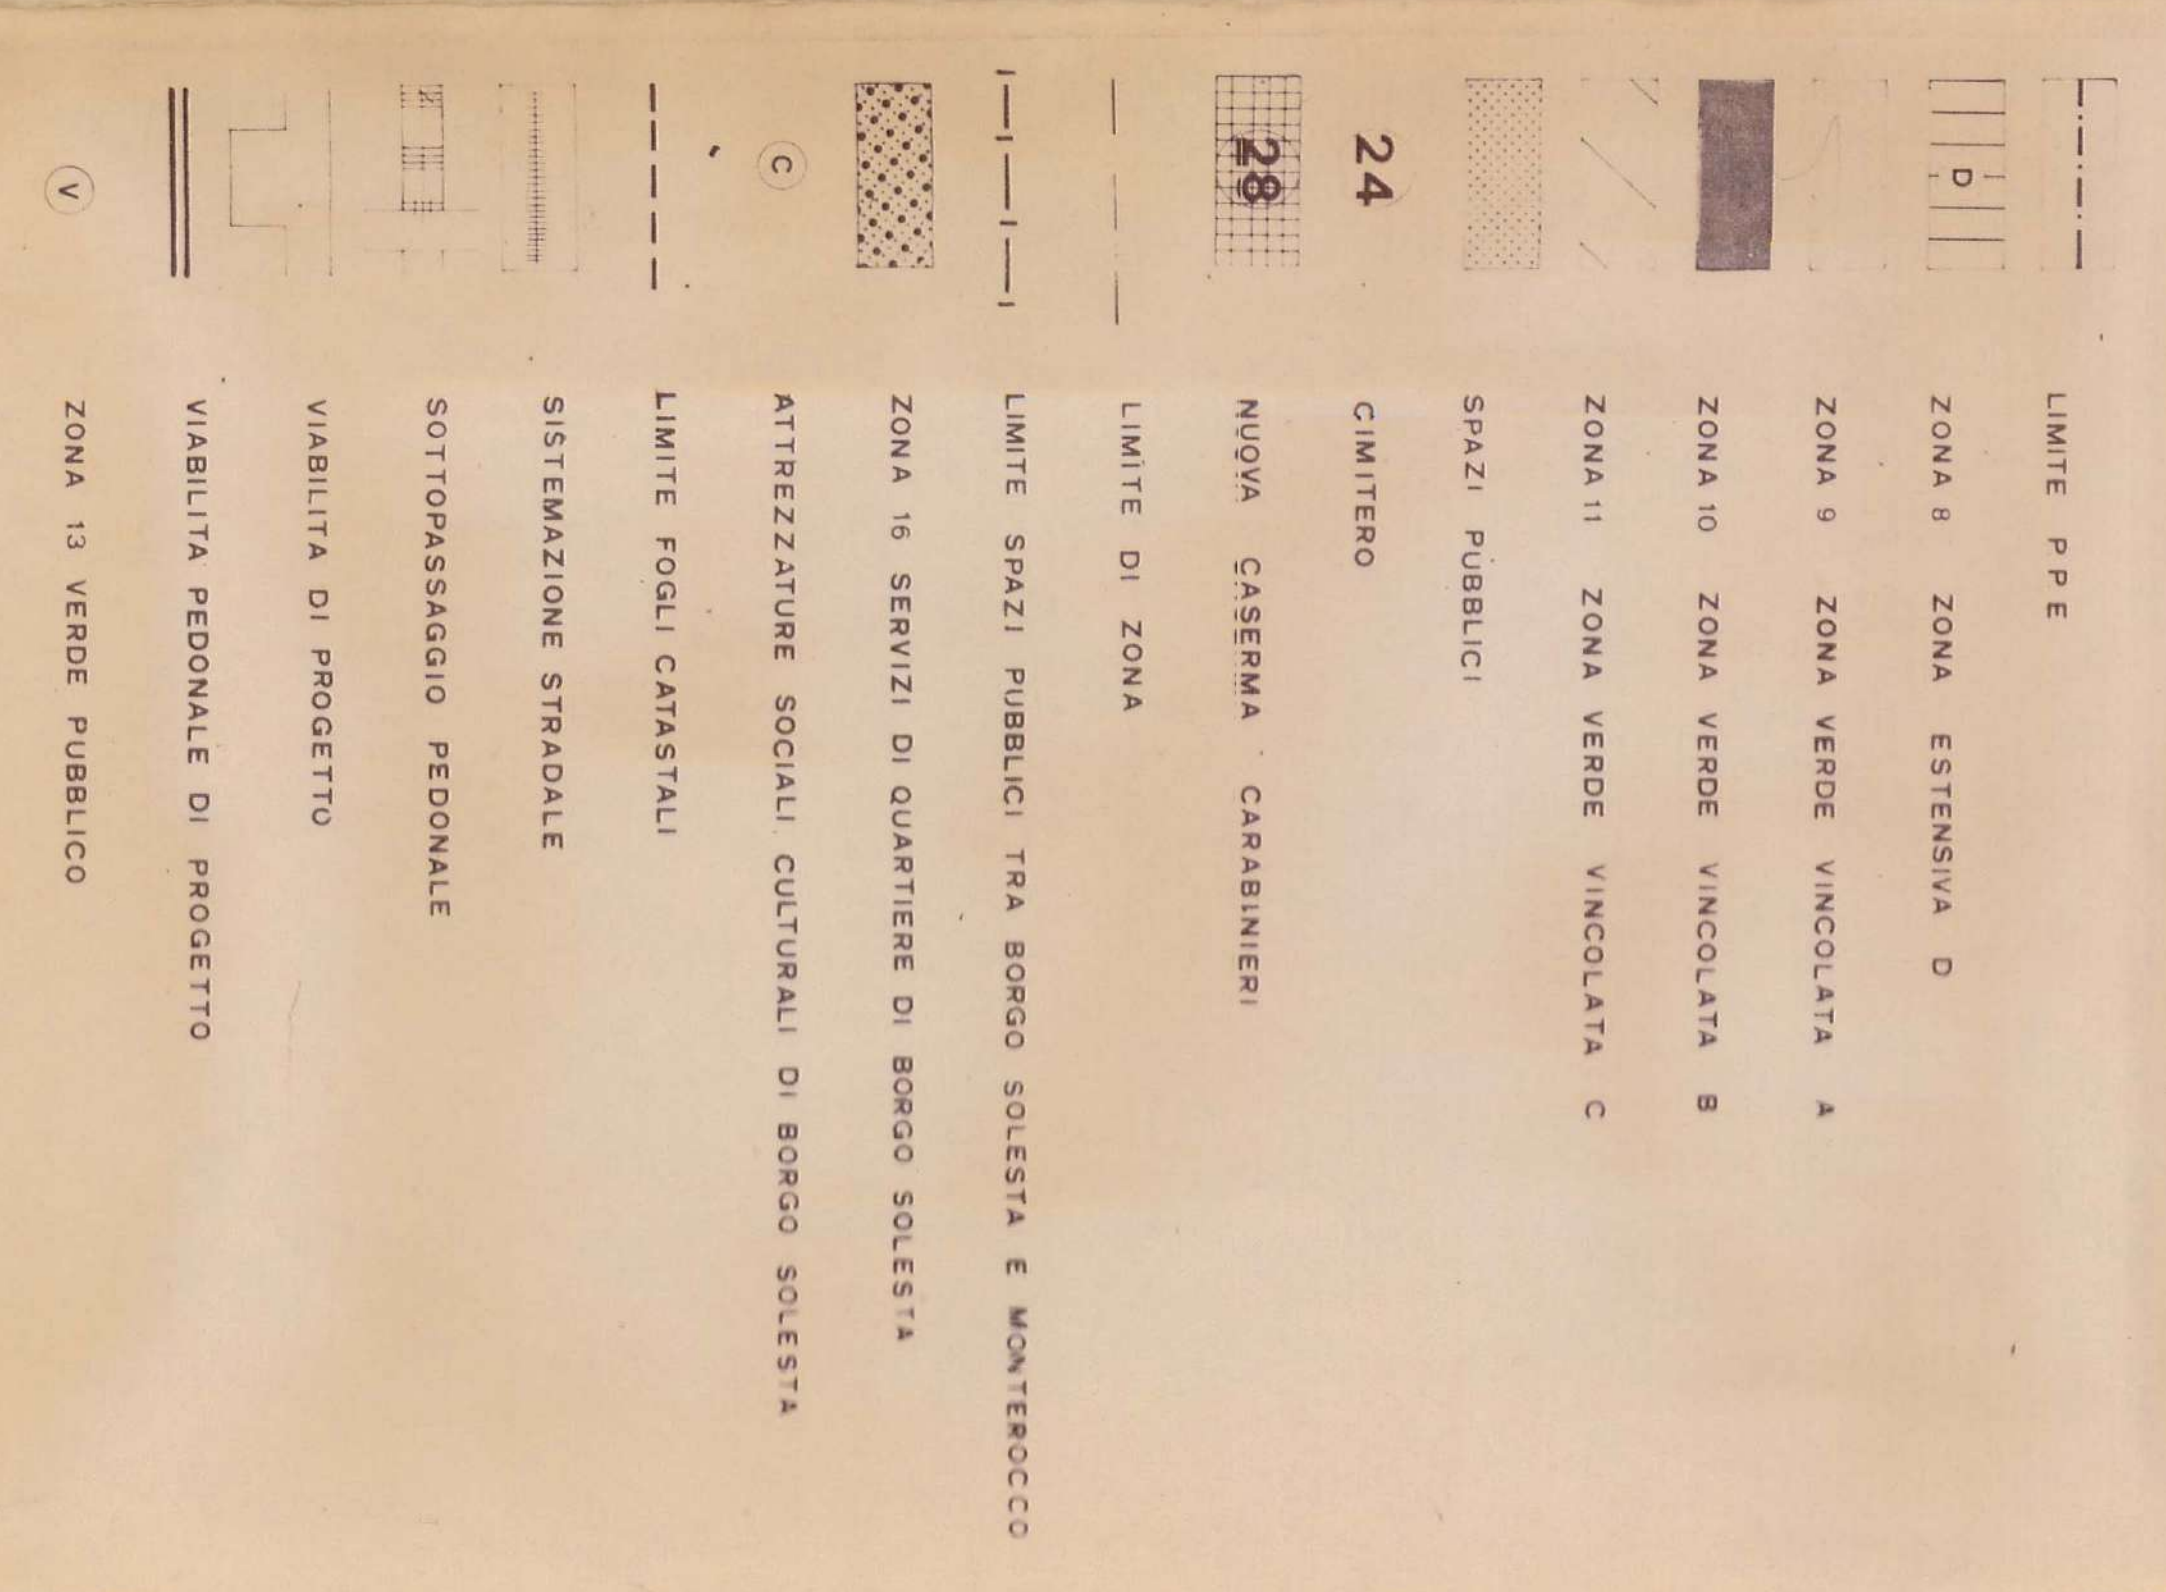 LIMITE PPE
D ZONA 8 ZONA ESTENSIVA D
ZONA 9 ZONA VERDE VINCOLATA A
ZONA 10 ZONA VERDE VINCOLATA B
ZONA 11 ZONA VERDE VINCOLATA C
SPAZI PUBBLICI
24 CIMITERO
28 NUOVA CASERMA CARABINIERI
LIMITE DI ZONA
LIMITE SPAZI PUBBLICI TRA BORGO SOLESTA E MONTEROCCO
ZONA 16 SERVIZI DI QUARTIERE DI BORGO SOLESTA
C ATTREZZATURE SOCIALI CULTURALI DI BORGO SOLESTA
LIMITE FOGLI CATASTALI
SISTEMAZIONE STRADALE
SOTTOPASSAGGIO PEDONALE
VIABILITA DI PROGETTO
VIABILITA PEDONALE DI PROGETTO
V ZONA 13 VERDE PUBBLICO